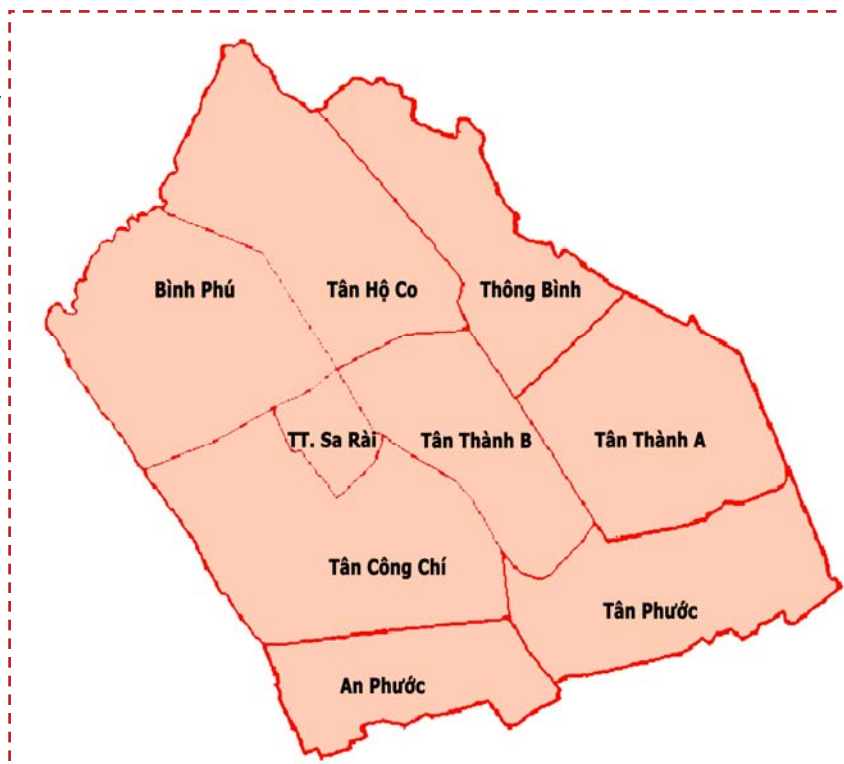 Bình Phú
Tân Hộ Co
Thông Bình
TT. Sa Rài
Tân Thành B
Tân Thành A
Tân Công Chí
Tân Phước
An Phước